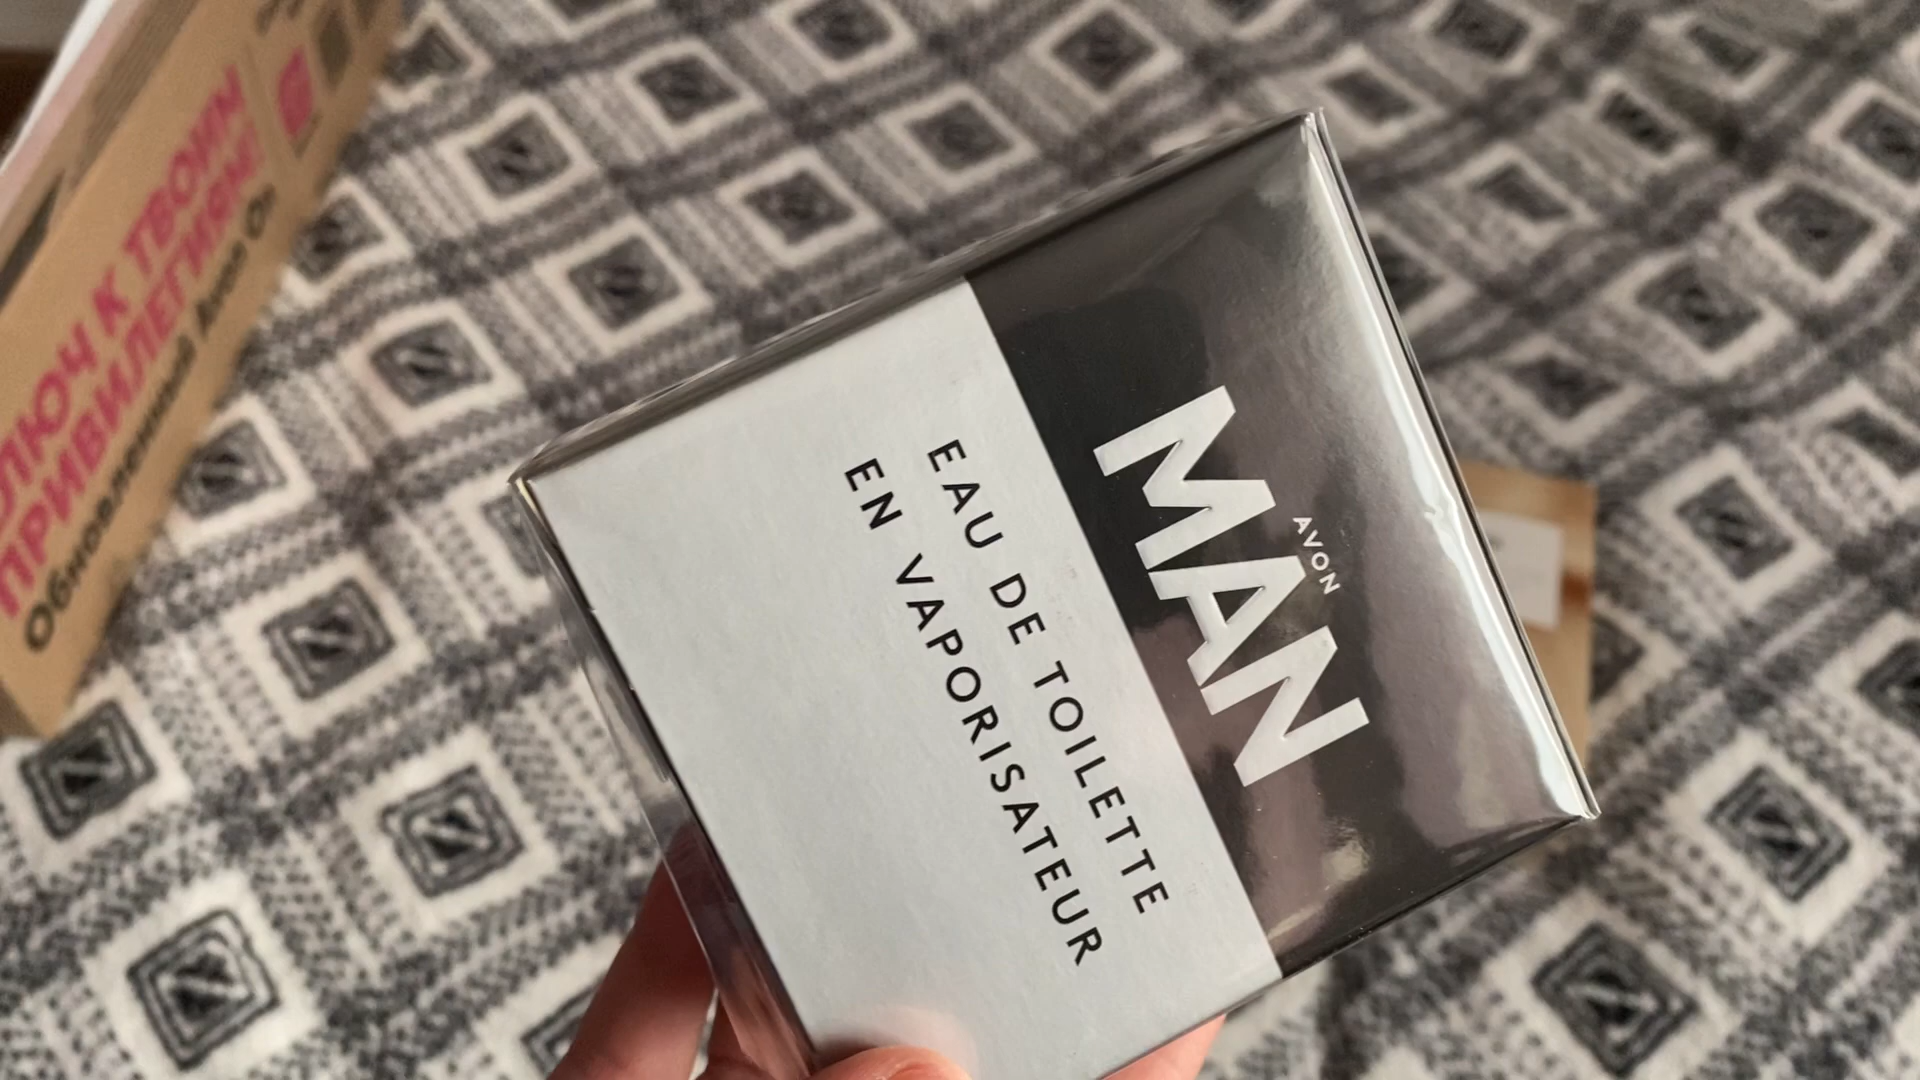 AVON
MAN
EAU DE TOILETTE
EN VAPORISATEUR
КЛЮЧ К ТВОИМ
ПРИВИЛЕГИЯМ!
Обновленный